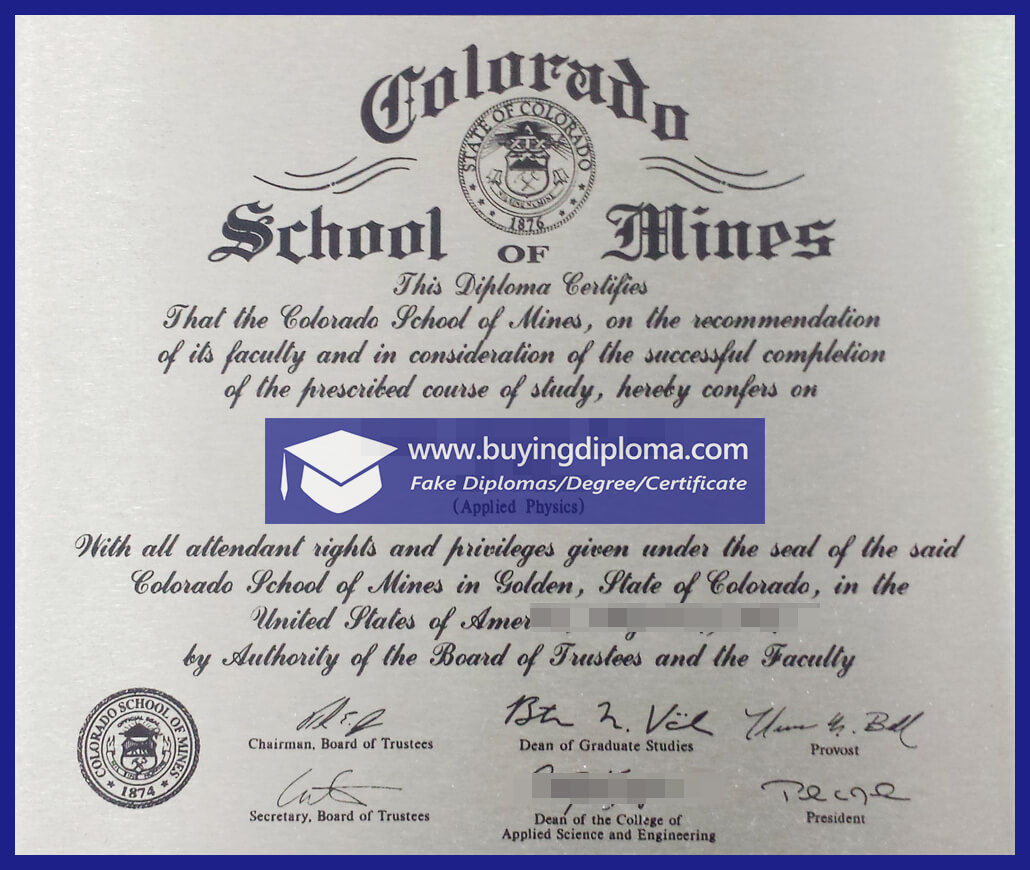 Colorado
STATE OF COLORADO
1876
School OF Mines
This Diploma Certifies
That the Colorado School of Mines, on the recommendation
of its faculty and in consideration of the successful completion
of the prescribed course of study, hereby confers on
www.buyingdiploma.com
Fake Diplomas/Degree/Certificate
(Applied Physics)
With all attendant rights and privileges given under the seal of the said
Colorado School of Mines in Golden, State of Colorado, in the
United States of Amer
by Authority of the Board of Trustees and the Faculty
COLORADO SCHOOL OF MINES
OFFICIAL SEAL
1874
Chairman, Board of Trustees
Dean of Graduate Studies
Provost
Secretary, Board of Trustees
Dean of the College of
Applied Science and Engineering
President